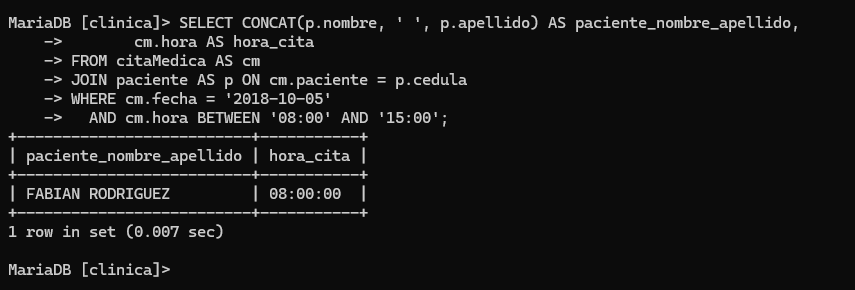 MariaDB [clinica]> SELECT CONCAT(p.nombre, ' ', p.apellido) AS paciente_nombre_apellido,
    ->        cm.hora AS hora_cita
    -> FROM citaMedica AS cm
    -> JOIN paciente AS p ON cm.paciente = p.cedula
    -> WHERE cm.fecha = '2018-10-05'
    ->   AND cm.hora BETWEEN '08:00' AND '15:00';
+--------------------------+-----------+
| paciente_nombre_apellido | hora_cita |
+--------------------------+-----------+
| FABIAN RODRIGUEZ         | 08:00:00  |
+--------------------------+-----------+
1 row in set (0.007 sec)
MariaDB [clinica]>